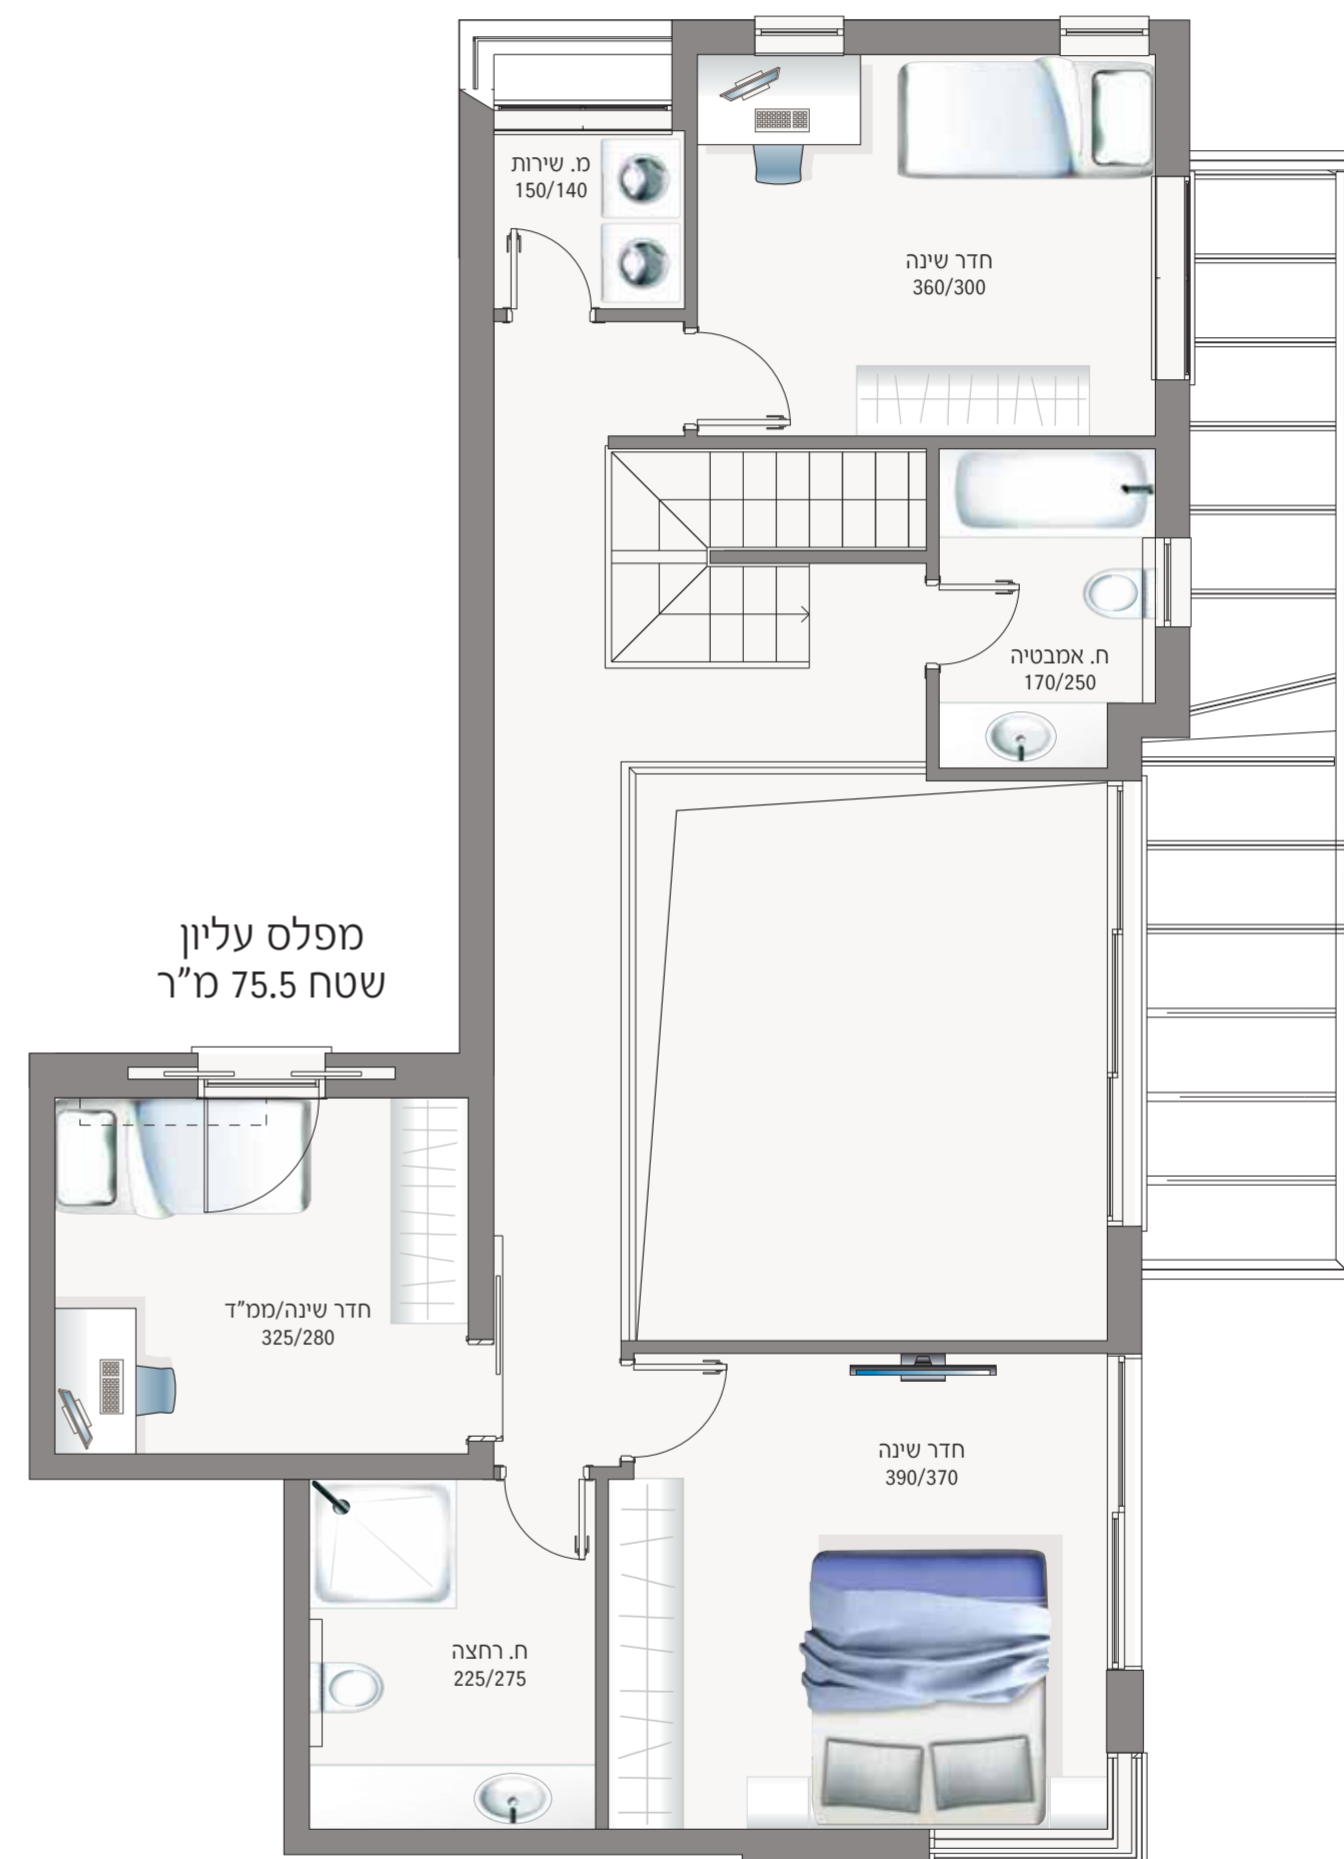 מ. שירות
150/140
חדר שינה
360/300
ח. אמבטיה
170/250
מפלס עליון
שטח 75.5 מ"ר
חדר שינה/ממ"ד
325/280
חדר שינה
390/370
ח. רחצה
225/275